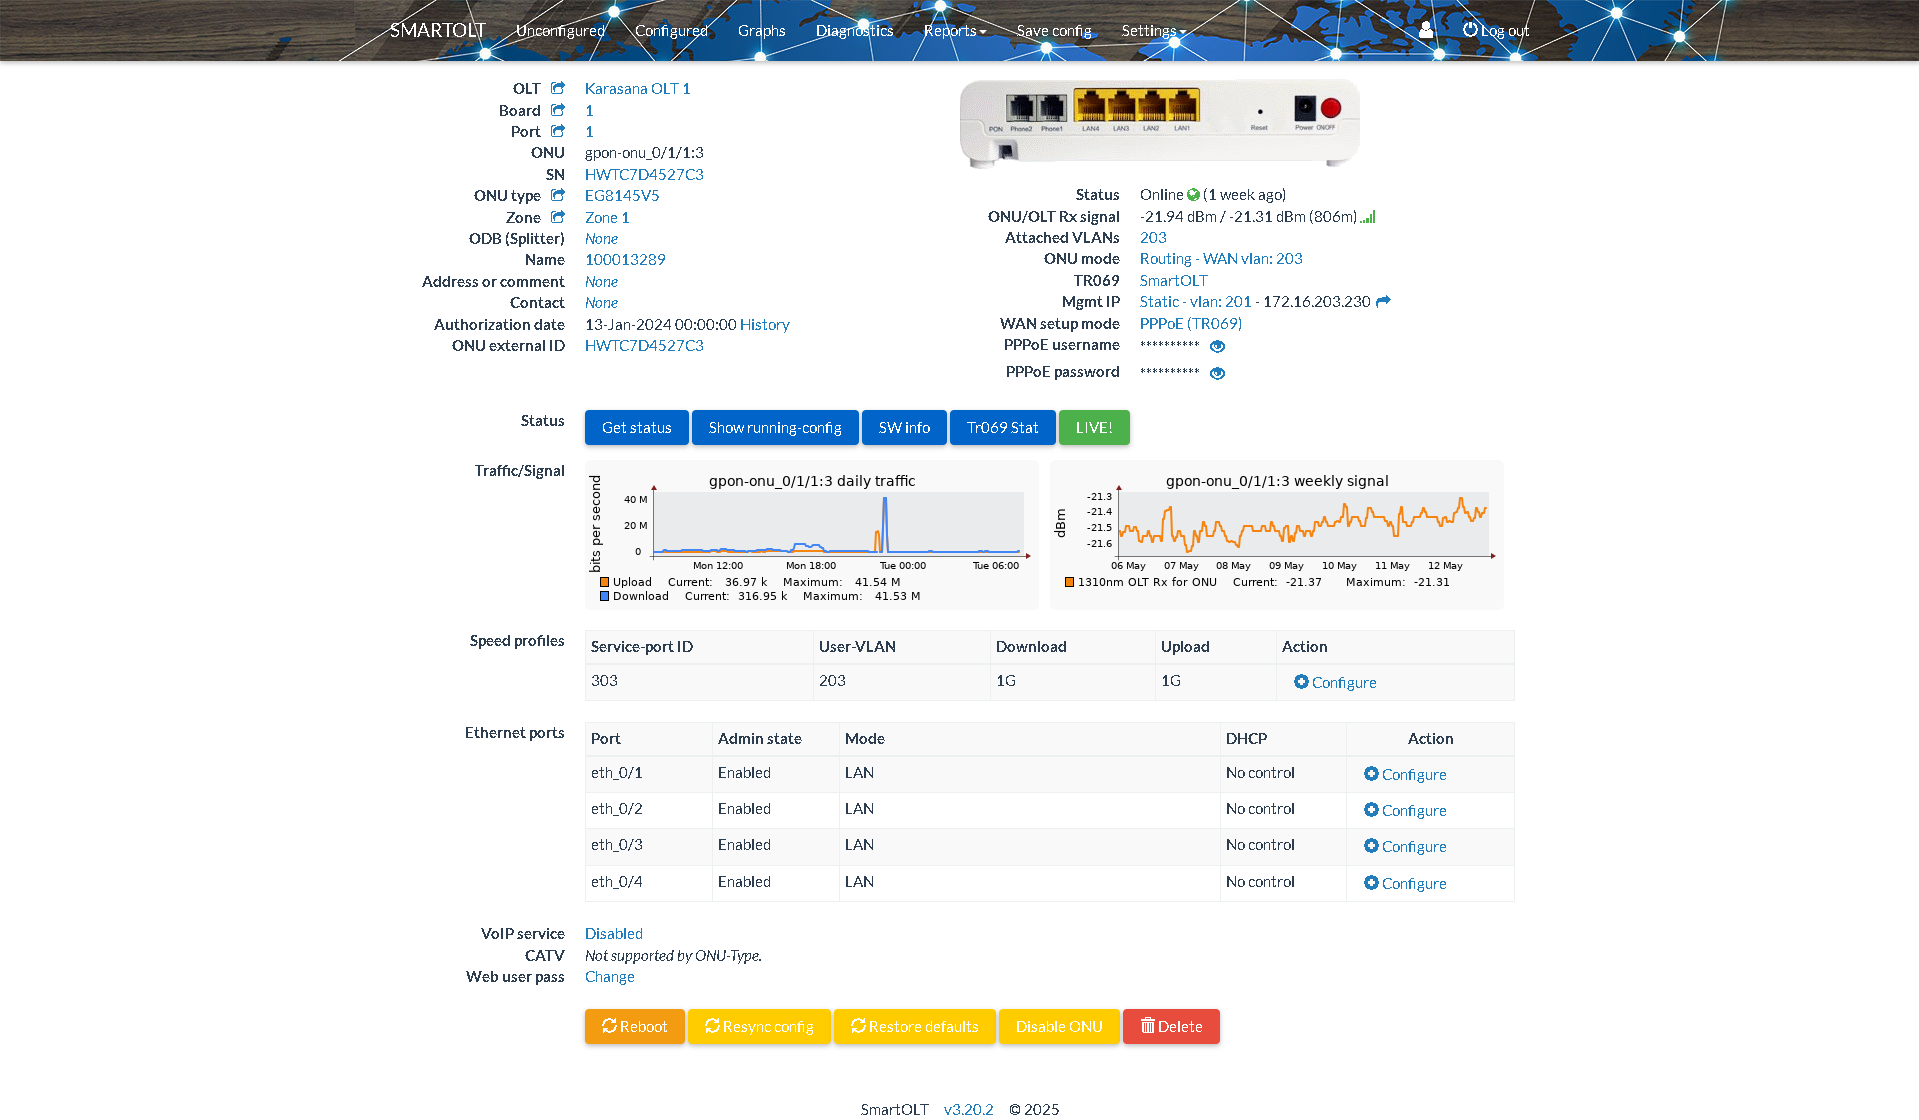 SMARTOLT Unconfigured Configured Graphs Diagnostics Reports Save config Settings Log out
OLT Karasana OLT 1
Board 1
Port 1
ONU gpon-onu_0/1/1:3
SN HWTC7D4527C3
ONU type EG8145V5
Zone Zone 1
ODB (Splitter) None
Name 100013289
Address or comment None
Contact None
Authorization date 13-Jan-2024 00:00:00 History
ONU external ID HWTC7D4527C3
PON Phone2 Phone1 LAN4 LAN3 LAN2 LAN1 Reset Power ON/OFF
Status Online (1 week ago)
ONU/OLT Rx signal -21.94 dBm / -21.31 dBm (806m)
Attached VLANs 203
ONU mode Routing - WAN vlan: 203
TR069 SmartOLT
Mgmt IP Static - vlan: 201 - 172.16.203.230
WAN setup mode PPPoE (TR069)
PPPoE username **********
PPPoE password **********
Status Get status Show running-config SW info Tr069 Stat LIVE!
Traffic/Signal
gpon-onu_0/1/1:3 daily traffic
bits per second
40 M
20 M
0
Mon 12:00 Mon 18:00 Tue 00:00 Tue 06:00
Upload Current: 36.97 k Maximum: 41.54 M
Download Current: 316.95 k Maximum: 41.53 M
gpon-onu_0/1/1:3 weekly signal
dBm
-21.3
-21.4
-21.5
-21.6
06 May 07 May 08 May 09 May 10 May 11 May 12 May
1310nm OLT Rx for ONU Current: -21.37 Maximum: -21.31
Speed profiles
Service-port ID User-VLAN Download Upload Action
303 203 1G 1G Configure
Ethernet ports
Port Admin state Mode DHCP Action
eth_0/1 Enabled LAN No control Configure
eth_0/2 Enabled LAN No control Configure
eth_0/3 Enabled LAN No control Configure
eth_0/4 Enabled LAN No control Configure
VoIP service Disabled
CATV Not supported by ONU-Type.
Web user pass Change
Reboot Resync config Restore defaults Disable ONU Delete
SmartOLT v3.20.2 © 2025